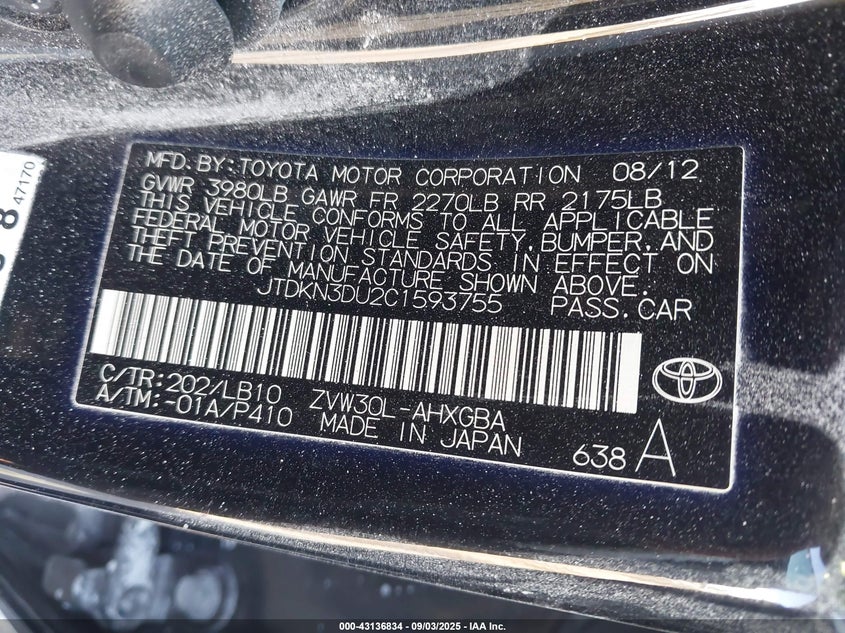 MFD. BY: TOYOTA MOTOR CORPORATION 08/12
GVWR 3980LB GAWR FR 2270LB RR 2175LB
THIS VEHICLE CONFORMS TO ALL APPLICABLE
FEDERAL MOTOR VEHICLE SAFETY, BUMPER, AND
THEFT PREVENTION STANDARDS IN EFFECT ON
THE DATE OF MANUFACTURE SHOWN ABOVE.
JTDKN3DU2C1593755 PASS. CAR
C/TR: 202/LB10 ZVW30L-AHXGBA
A/TM: -01A/P410 MADE IN JAPAN
638 A
47170
8
000-43136834 - 09/03/2025 - IAA Inc.